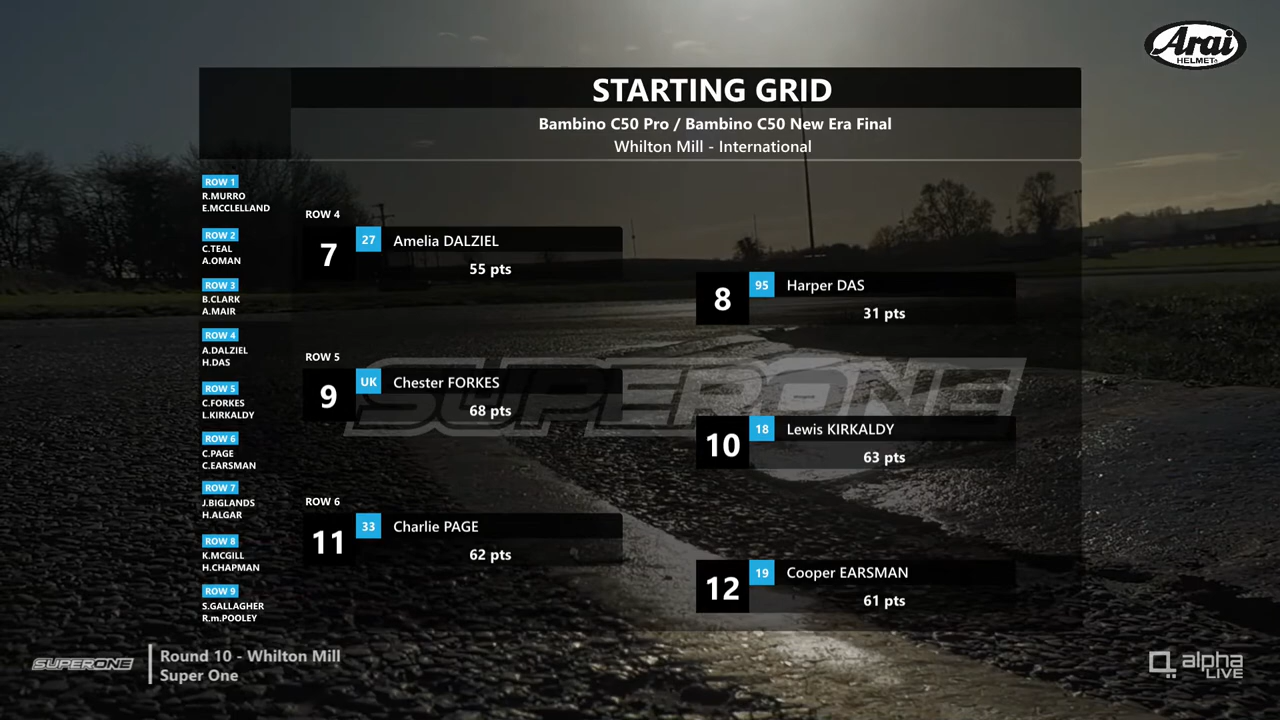 Arai
HELMET
STARTING GRID
Bambino C50 Pro / Bambino C50 New Era Final
Whilton Mill - International
ROW 1
R.MURRO
E.MCCLELLAND
ROW 2
C.TEAL
A.OMAN
ROW 3
B.CLARK
A.MAIR
ROW 4
A.DALZIEL
H.DAS
ROW 5
C.FORKES
L.KIRKALDY
ROW 6
C.PAGE
C.EARSMAN
ROW 7
J.BIGLANDS
H.ALGAR
ROW 8
K.MCGILL
H.CHAPMAN
ROW 9
S.GALLAGHER
R.m.POOLEY
ROW 4
7 27 Amelia DALZIEL
55 pts
8 95 Harper DAS
31 pts
ROW 5
9 UK Chester FORKES
68 pts
SUPERONE
10 18 Lewis KIRKALDY
63 pts
ROW 6
11 33 Charlie PAGE
62 pts
12 19 Cooper EARSMAN
61 pts
SUPERONE
Round 10 - Whilton Mill
Super One
alpha
LIVE